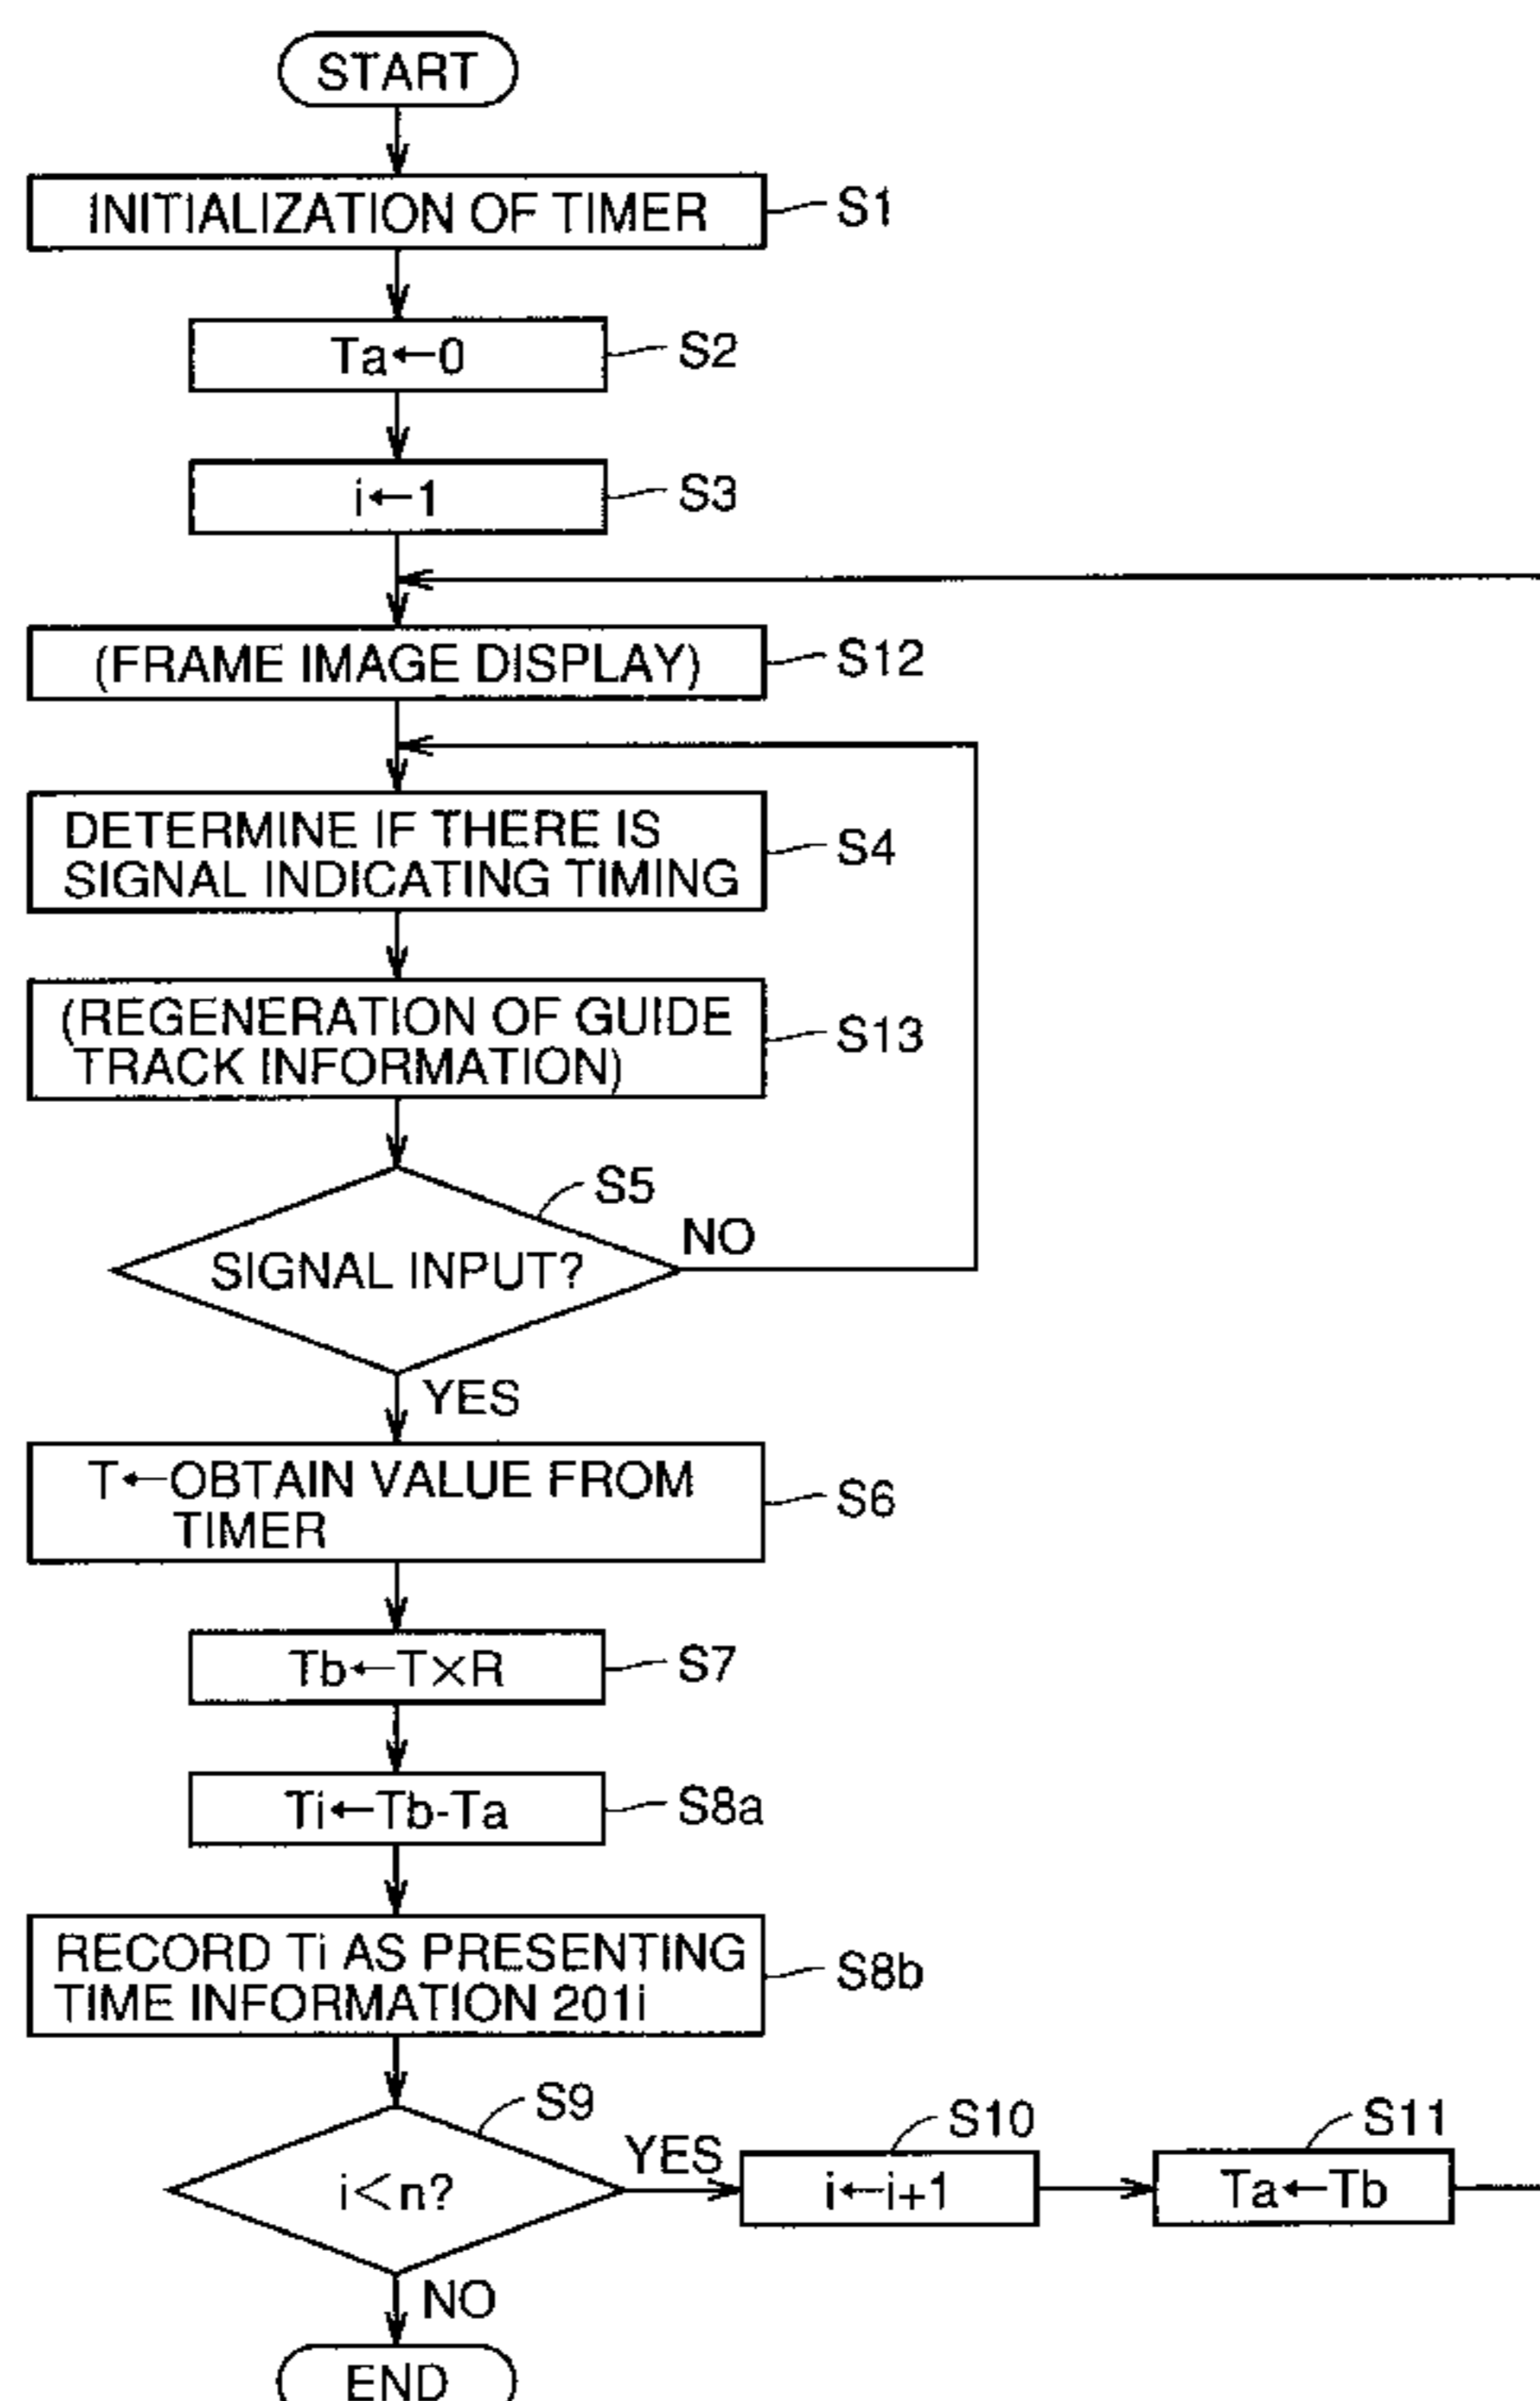 START
INITIALIZATION OF TIMER
S1
Ta←0
S2
i←1
S3
(FRAME IMAGE DISPLAY)
S12
DETERMINE IF THERE IS
SIGNAL INDICATING TIMING
S4
(REGENERATION OF GUIDE
TRACK INFORMATION)
S13
S5
SIGNAL INPUT?
NO
YES
T←OBTAIN VALUE FROM
TIMER
S6
Tb←T×R
S7
Ti←Tb-Ta
S8a
RECORD Ti AS PRESENTING
TIME INFORMATION 201i
S8b
S9
i<n?
YES
S10
i←i+1
S11
Ta←Tb
NO
END